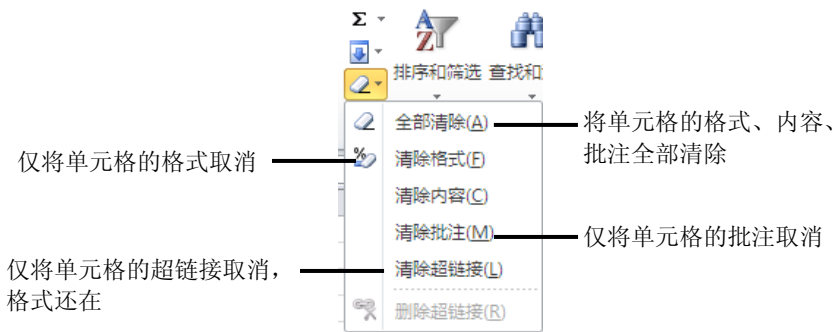 Σ
排序和筛选 查找和
全部清除(A)
将单元格的格式、内容、
批注全部清除
仅将单元格的格式取消
清除格式(F)
清除内容(C)
清除批注(M)
仅将单元格的批注取消
仅将单元格的超链接取消，
格式还在
清除超链接(L)
删除超链接(R)